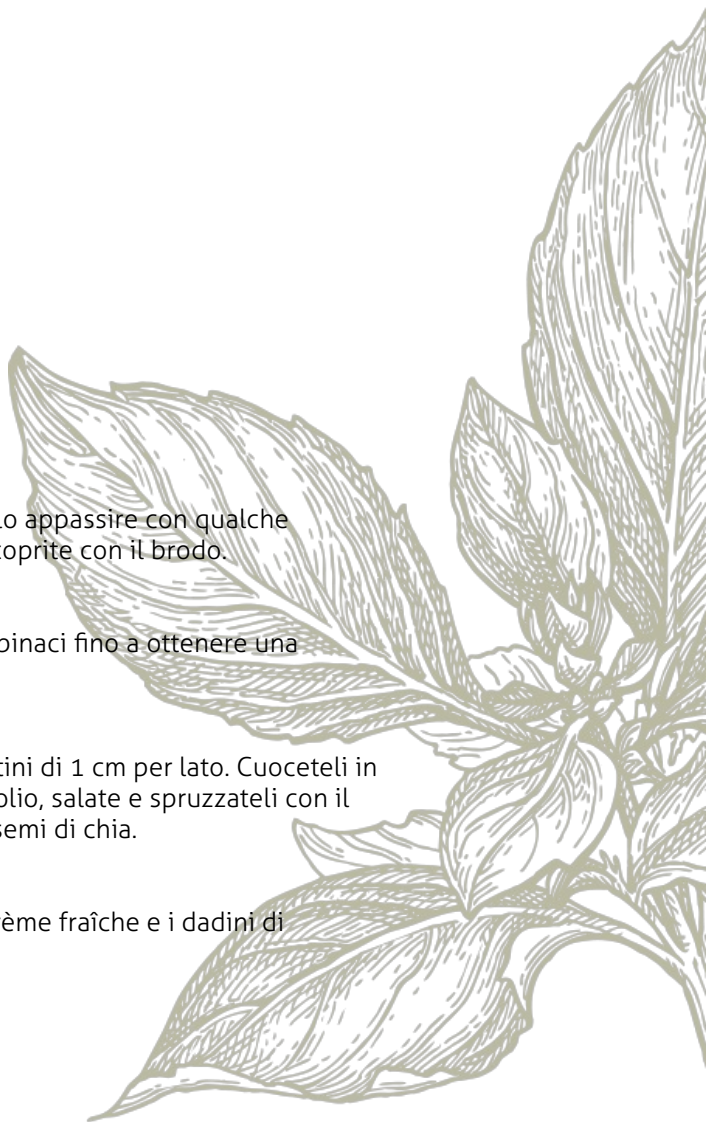 lo appassire con qualche
coprite con il brodo.
pinaci fino a ottenere una
tini di 1 cm per lato. Cuoceteli in
olio, salate e spruzzateli con il
semi di chia.
rème fraîche e i dadini di